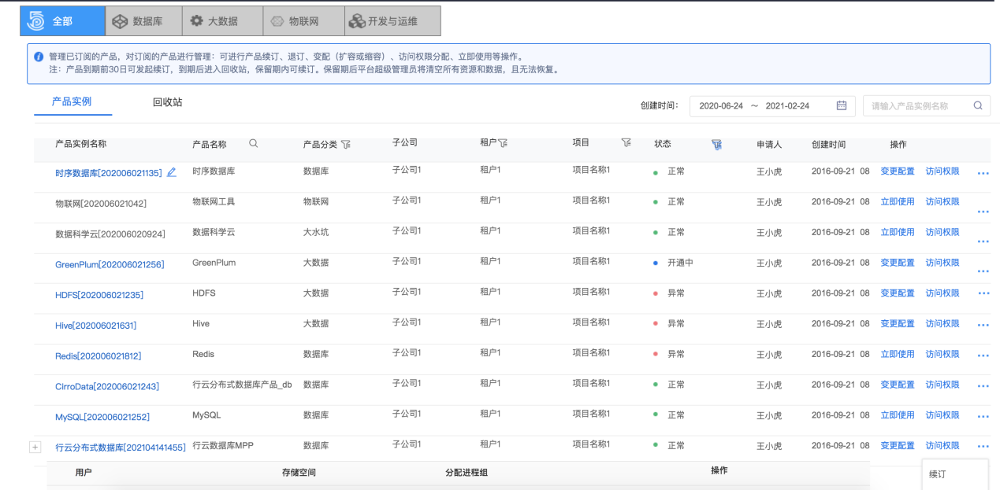 全部 数据库 大数据 物联网 开发与运维
管理已订阅的产品，对订阅的产品进行管理：可进行产品续订、退订、变配（扩容或缩容）、访问权限分配、立即使用等操作。
注：产品到期前30日可发起续订，到期后进入回收站，保留期内可续订。保留期后平台超级管理员将清空所有资源和数据，且无法恢复。
产品实例 回收站 创建时间： 2020-06-24 ~ 2021-02-24 请输入产品实例名称
产品实例名称 产品名称 产品分类 子公司 租户 项目 状态 申请人 创建时间 操作
时序数据库[202006021135] 时序数据库 数据库 子公司1 租户1 项目名称1 正常 王小虎 2016-09-21 08 变更配置 访问权限 ...
物联网[202006021042] 物联网工具 物联网 子公司1 租户1 项目名称1 正常 王小虎 2016-09-21 08 立即使用 访问权限 ...
数据科学云[202006020924] 数据科学云 大水坑 子公司1 租户1 项目名称1 正常 王小虎 2016-09-21 08 立即使用 访问权限 ...
GreenPlum[202006021256] GreenPlum 大数据 子公司1 租户1 项目名称1 开通中 王小虎 2016-09-21 08 变更配置 访问权限 ...
HDFS[202006021235] HDFS 大数据 子公司1 租户1 项目名称1 异常 王小虎 2016-09-21 08 变更配置 访问权限 ...
Hive[202006021631] Hive 大数据 子公司1 租户1 项目名称1 异常 王小虎 2016-09-21 08 变更配置 访问权限 ...
Redis[202006021812] Redis 数据库 子公司1 租户1 项目名称1 异常 王小虎 2016-09-21 08 立即使用 访问权限 ...
CirroData[202006021243] 行云分布式数据库产品_db 数据库 子公司1 租户1 项目名称1 正常 王小虎 2016-09-21 08 变更配置 访问权限 ...
MySQL[202006021252] MySQL 数据库 子公司1 租户1 项目名称1 正常 王小虎 2016-09-21 08 立即使用 访问权限 ...
行云分布式数据库[202104141455] 行云数据库MPP 数据库 子公司1 租户1 项目名称1 正常 王小虎 2016-09-21 08 变更配置 访问权限 ...
用户 存储空间 分配进程组 操作 续订